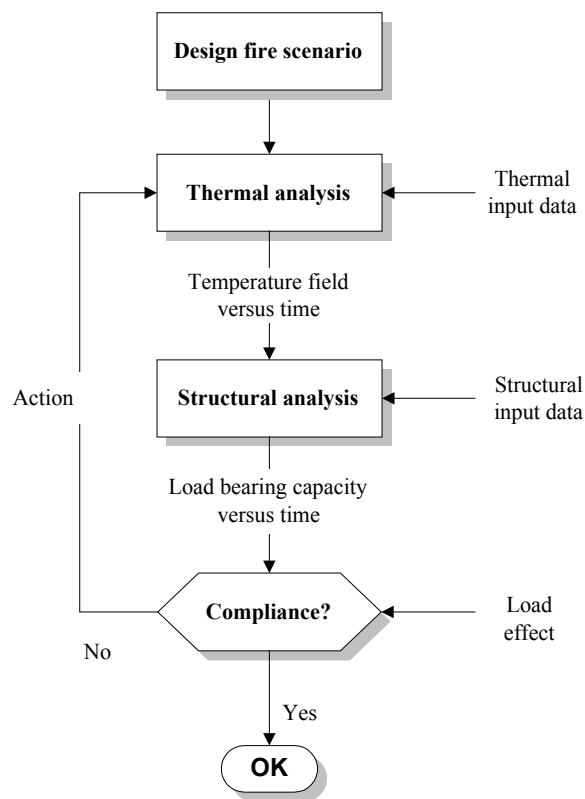 Design fire scenario
Thermal analysis
Thermal
input data
Temperature field
versus time
Action
Structural analysis
Structural
input data
Load bearing capacity
versus time
Compliance?
Load
effect
No
Yes
OK